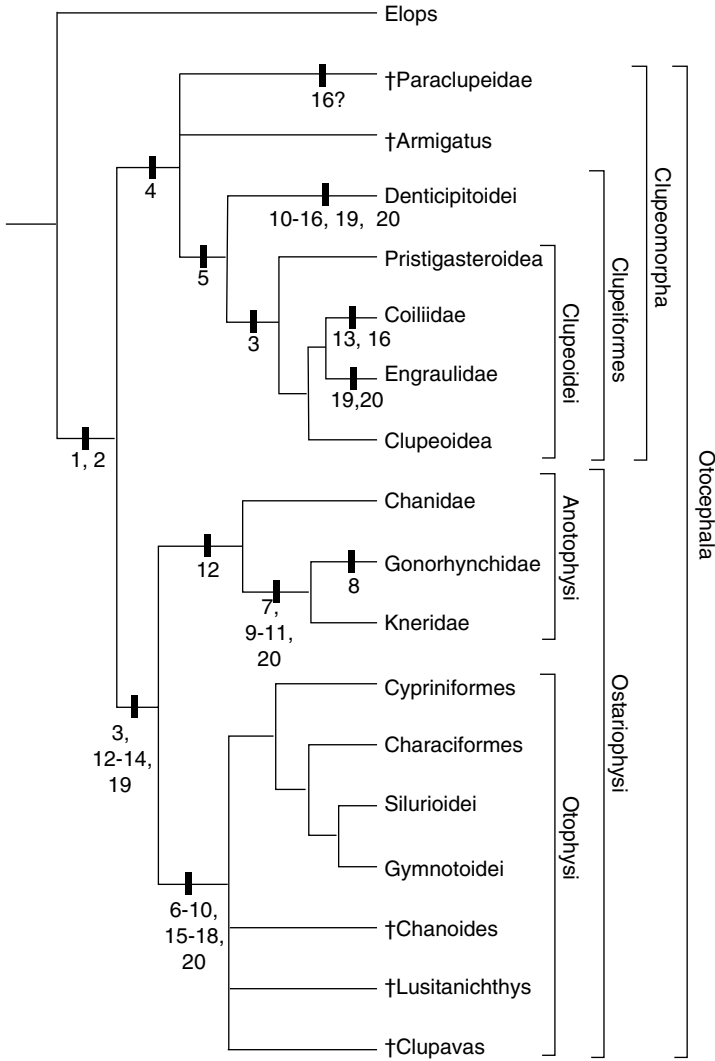 Elops
†Paraclupeidae
16?
†Armigatus
4
Denticipitoidei
10-16, 19, 20
5
Pristigasteroidea
3
Coiliidae
13, 16
Engraulidae
19,20
Clupeoidea
1, 2
Clupeoidei
Clupeiformes
Clupeomorpha
Otocephala
Chanidae
12
Gonorhynchidae
8
7,
9-11,
20
Kneridae
Anotophysi
3,
12-14,
19
Cypriniformes
Characiformes
Silurioidei
Gymnotoidei
6-10,
15-18,
20
†Chanoides
†Lusitanichthys
†Clupavas
Otophysi
Ostariophysi